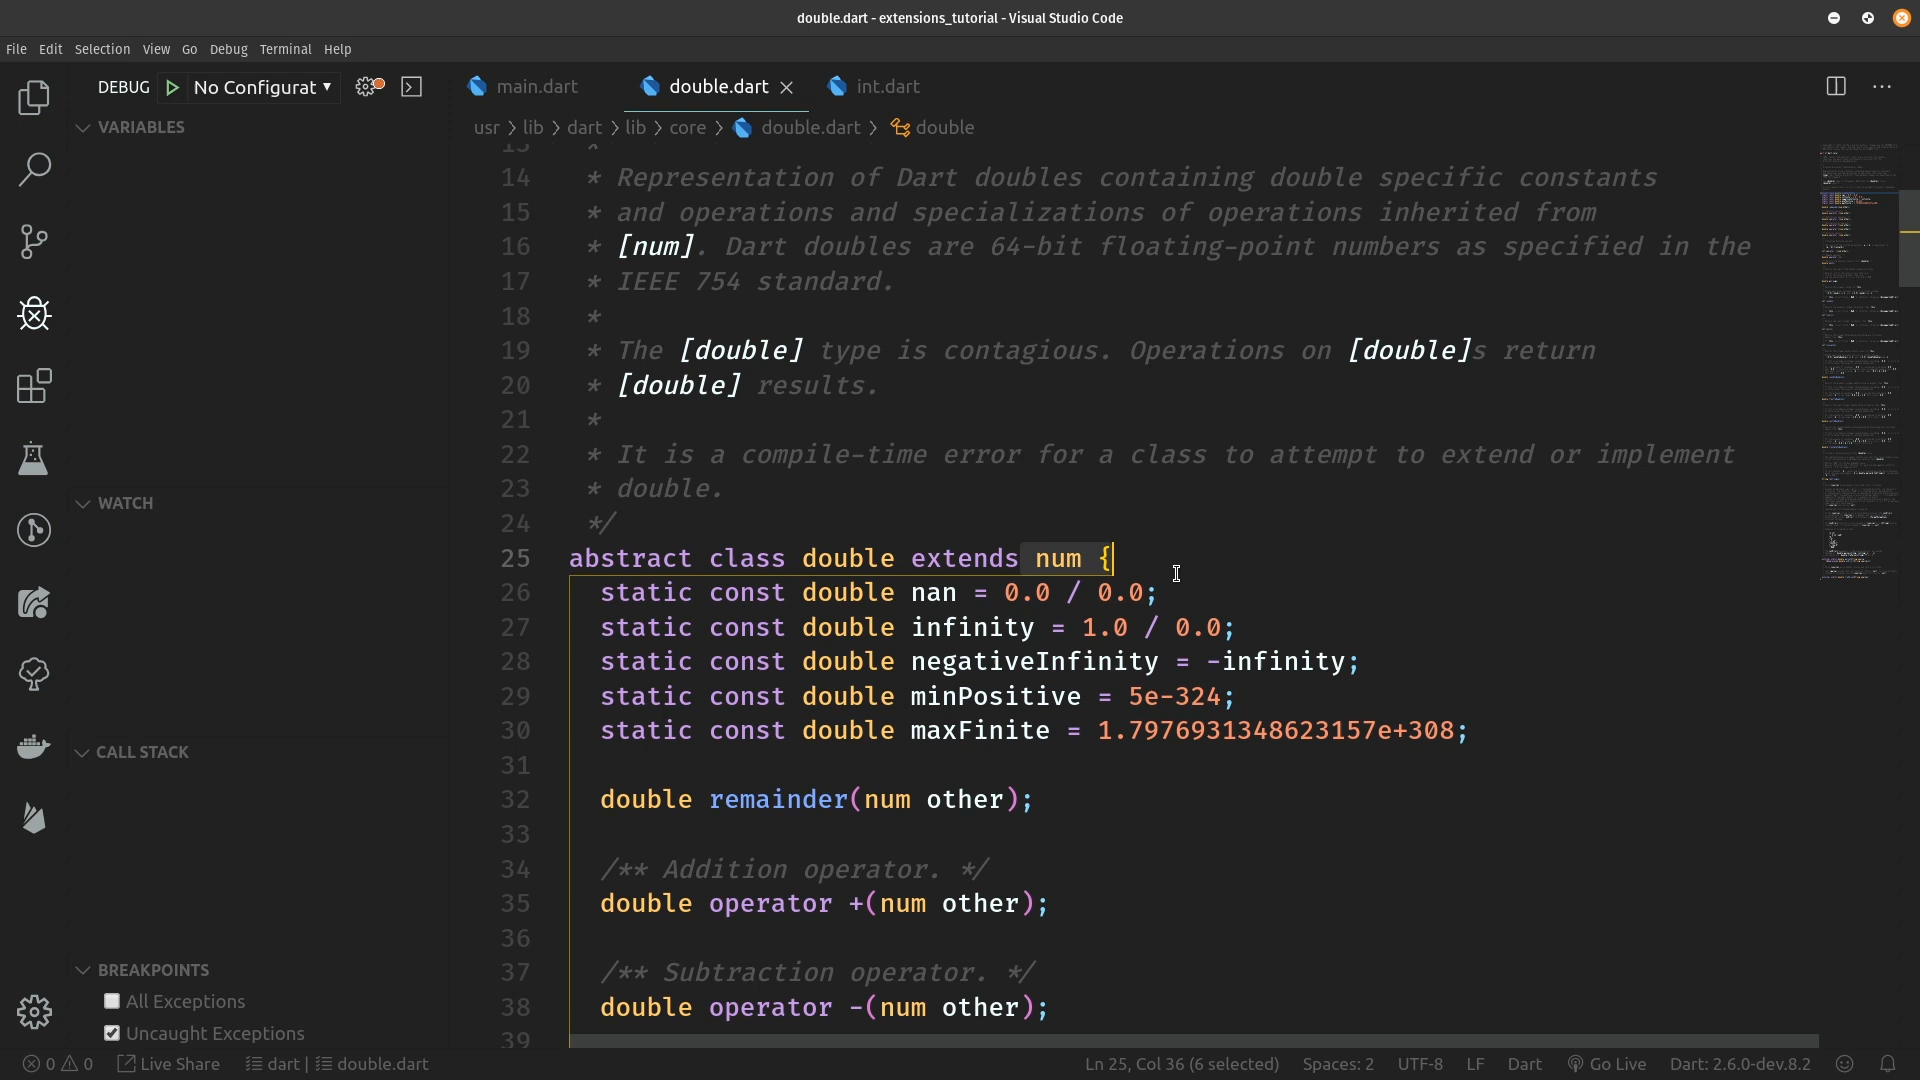 double.dart - extensions_tutorial - Visual Studio Code
File Edit Selection View Go Debug Terminal Help
DEBUG No Configurat
main.dart double.dart int.dart
usr > lib > dart > lib > core > double.dart > double
VARIABLES
WATCH
CALL STACK
BREAKPOINTS
All Exceptions
Uncaught Exceptions
13 *
14 * Representation of Dart doubles containing double specific constants
15 * and operations and specializations of operations inherited from
16 * [num]. Dart doubles are 64-bit floating-point numbers as specified in the
17 * IEEE 754 standard.
18 *
19 * The [double] type is contagious. Operations on [double]s return
20 * [double] results.
21 *
22 * It is a compile-time error for a class to attempt to extend or implement
23 * double.
24 */
25 abstract class double extends num {
26 static const double nan = 0.0 / 0.0;
27 static const double infinity = 1.0 / 0.0;
28 static const double negativeInfinity = -infinity;
29 static const double minPositive = 5e-324;
30 static const double maxFinite = 1.7976931348623157e+308;
31
32 double remainder(num other);
33
34 /** Addition operator. */
35 double operator +(num other);
36
37 /** Subtraction operator. */
38 double operator -(num other);
39
0 0 Live Share dart | double.dart Ln 25, Col 36 (6 selected) Spaces: 2 UTF-8 LF Dart Go Live Dart: 2.6.0-dev.8.2